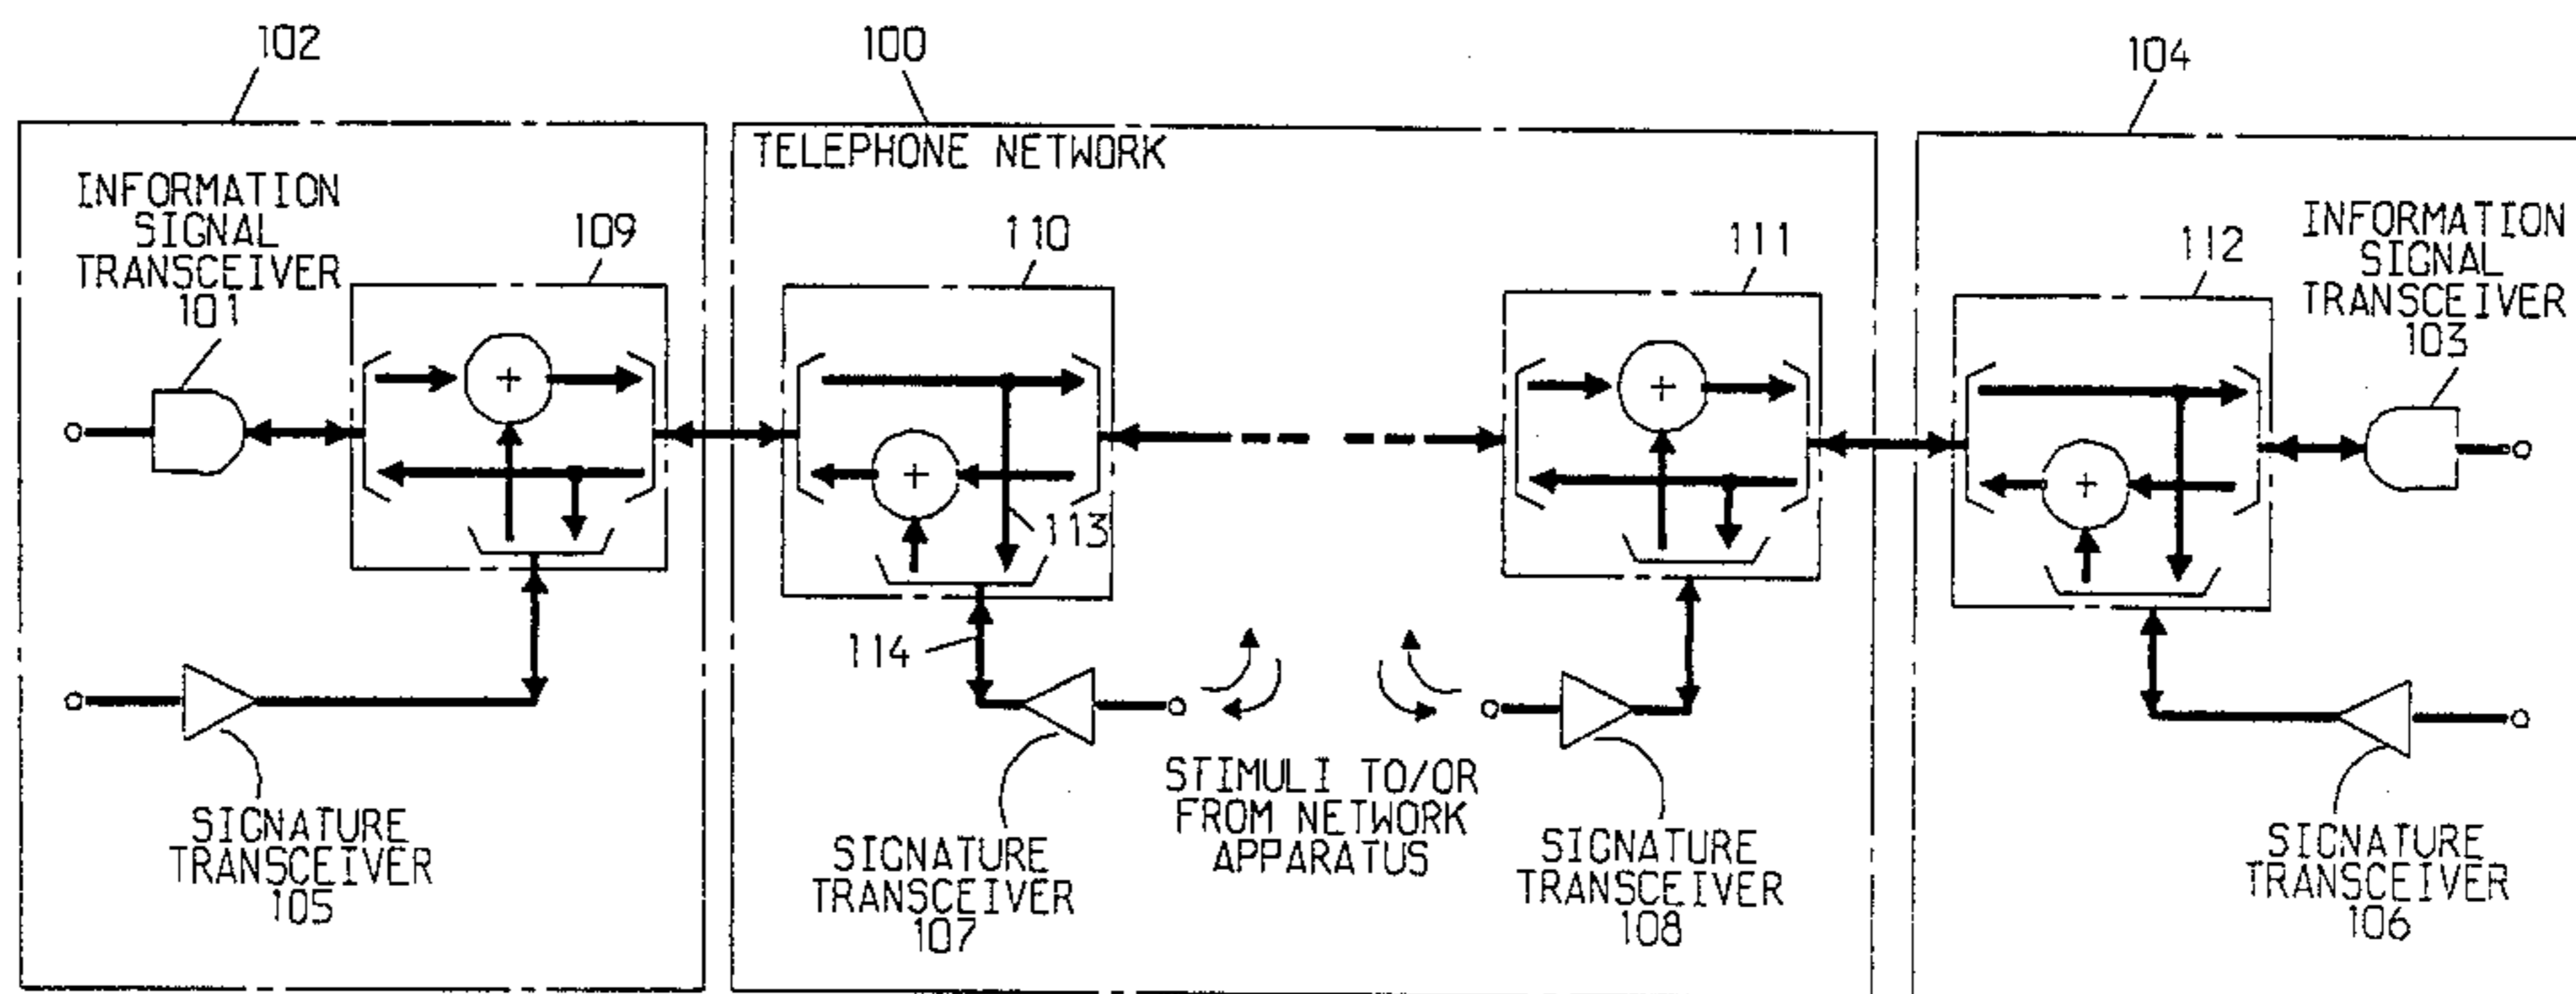 102
100
104
TELEPHONE NETWORK
INFORMATION
SIGNAL
TRANSCEIVER
101
109
110
111
112
INFORMATION
SIGNAL
TRANSCEIVER
103
+
+
+
+
113
114
STIMULI TO/OR
FROM NETWORK
APPARATUS
SIGNATURE
TRANSCEIVER
105
SIGNATURE
TRANSCEIVER
107
SIGNATURE
TRANSCEIVER
108
SIGNATURE
TRANSCEIVER
106